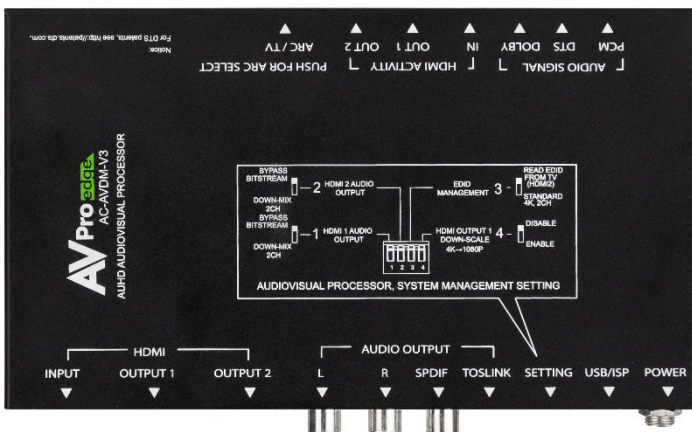 PCM DTS DOLBY IN OUT 1 OUT 2 ARC / TV
AUDIO SIGNAL HDMI ACTIVITY PUSH FOR ARC SELECT
Notice:
For DTS patents, see http://patents.dts.com.
AVPro edge
AC-AVDM-V3
AUHD AUDIOVISUAL PROCESSOR
BYPASS
BITSTREAM
DOWN-MIX
2CH
2 HDMI 2 AUDIO
OUTPUT
EDID
MANAGEMENT 3
READ EDID
FROM TV
(HDMI2)
STANDARD
4K, 2CH
BYPASS
BITSTREAM
DOWN-MIX
2CH
1 HDMI 1 AUDIO
OUTPUT
HDMI OUTPUT 1
DOWN-SCALE 4
4K→1080P
DISABLE
ENABLE
1 2 3 4
AUDIOVISUAL PROCESSOR, SYSTEM MANAGEMENT SETTING
HDMI AUDIO OUTPUT
INPUT OUTPUT 1 OUTPUT 2 L R SPDIF TOSLINK SETTING USB/ISP POWER